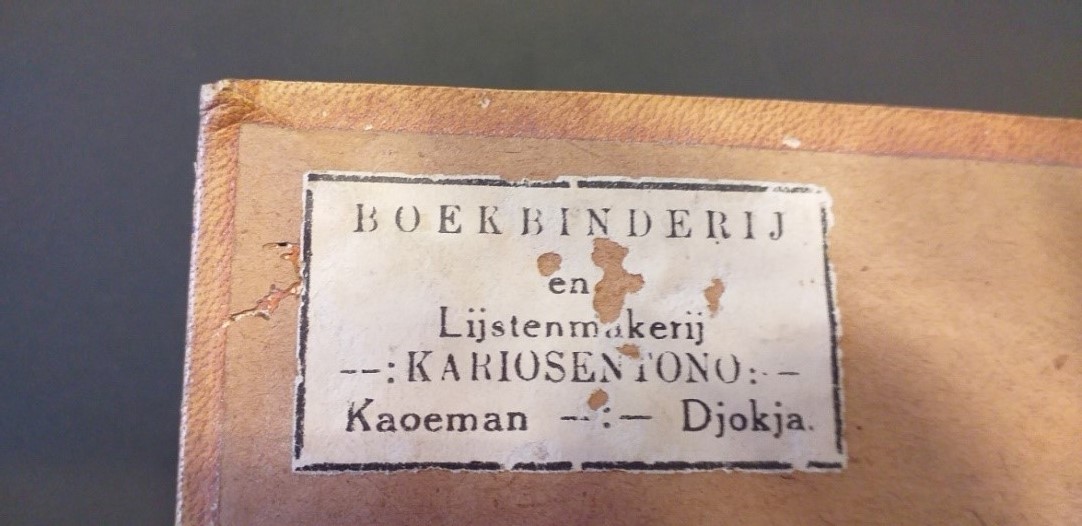 BOEKBINDERIJ
en
Lijstenmakerij
--:KARIOSENTONO:--
Kaoeman --:— Djokja.